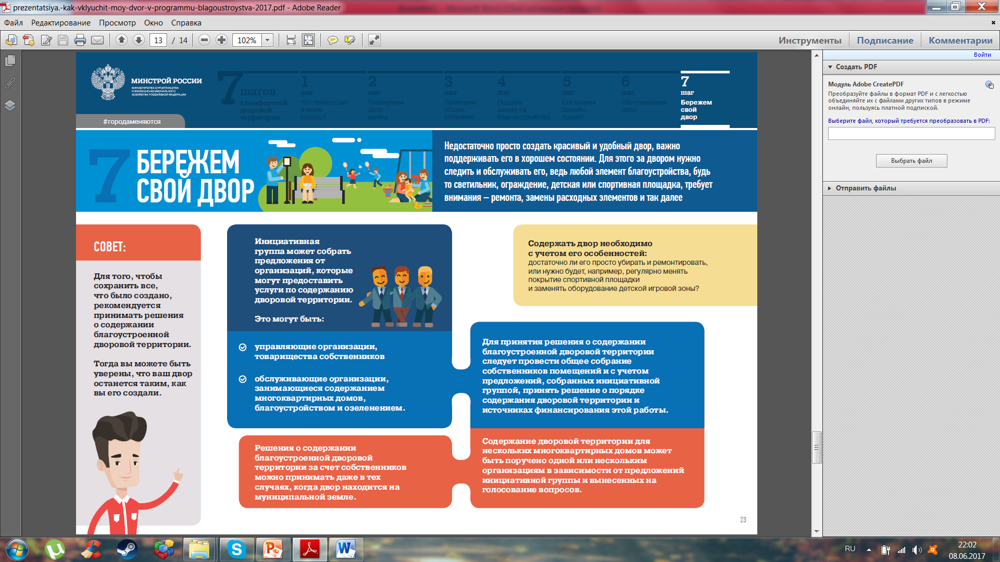 prezentatsiya.-kak-vklyuchit-moy-dvor-v-programmu-blagoustroystva-2017.pdf - Adobe Reader
Файл Редактирование Просмотр Окно Справка
13 / 14
102%
Инструменты Подписание Комментарии
Войти
Создать PDF
Модуль Adobe CreatePDF
Преобразуйте файлы в формат PDF и с легкостью
объединяйте их с файлами других типов в режиме
онлайн, пользуясь платной подпиской.
Выберите файл, который требуется преобразовать в PDF:
Выбрать файл
Отправить файлы
МИНСТРОЙ РОССИИ
МИНИСТЕРСТВО СТРОИТЕЛЬСТВА
И ЖИЛИЩНО-КОММУНАЛЬНОГО
ХОЗЯЙСТВА РОССИЙСКОЙ ФЕДЕРАЦИИ
#городаменяются
7 шагов
к комфортной
дворовой
территории
1
шаг
Что происходит
в моем
городе?
2
шаг
Планируем
двор
мечты
3
шаг
Проводим
общее
собрание
4
шаг
Подаем
заявку на
благоустройство
5
шаг
Согласуем
дизайн-
проект
6
шаг
Обустраиваем
двор
7
шаг
Бережем
свой
двор
7 БЕРЕЖЕМ
СВОЙ ДВОР
Недостаточно просто создать красивый и удобный двор, важно
поддерживать его в хорошем состоянии. Для этого за двором нужно
следить и обслуживать его, ведь любой элемент благоустройства, будь
то светильник, ограждение, детская или спортивная площадка, требует
внимания – ремонта, замены расходных элементов и так далее
СОВЕТ:
Для того, чтобы
сохранить все,
что было создано,
рекомендуется
принимать решения
о содержании
благоустроенной
дворовой территории.
Тогда вы можете быть
уверены, что ваш двор
останется таким, как
вы его создали.
Инициативная
группа может собрать
предложения от
организаций, которые
могут предоставить
услуги по содержанию
дворовой территории.
Это могут быть:
управляющие организации,
товарищества собственников
обслуживающие организации,
занимающиеся содержанием
многоквартирных домов,
благоустройством и озеленением.
Решения о содержании
благоустроенной дворовой
территории за счет собственников
можно принимать даже в тех
случаях, когда двор находится на
муниципальной земле.
Содержать двор необходимо
с учетом его особенностей:
достаточно ли его просто убирать и ремонтировать,
или нужно будет, например, регулярно менять
покрытие спортивной площадки
и заменять оборудование детской игровой зоны?
Для принятия решения о содержании
благоустроенной дворовой территории
следует провести общее собрание
собственников помещений и с учетом
предложений, собранных инициативной
группой, принять решение о порядке
содержания дворовой территории и
источниках финансирования этой работы.
Содержание дворовой территории для
нескольких многоквартирных домов может
быть поручено одной или нескольким
организациям в зависимости от предложений
инициативной группы и вынесенных на
голосование вопросов.
23
RU
22:02
08.06.2017